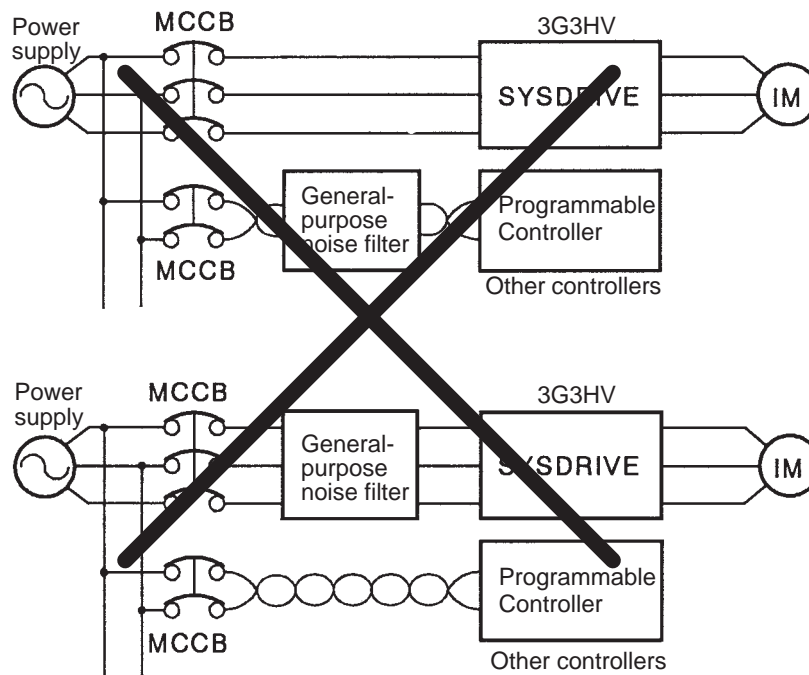 Power
supply
MCCB
3G3HV
SYSDRIVE
IM
General-
purpose
noise filter
Programmable
Controller
MCCB
Other controllers
Power
supply
MCCB
3G3HV
General-
purpose
noise filter
SYSDRIVE
IM
Programmable
Controller
MCCB
Other controllers